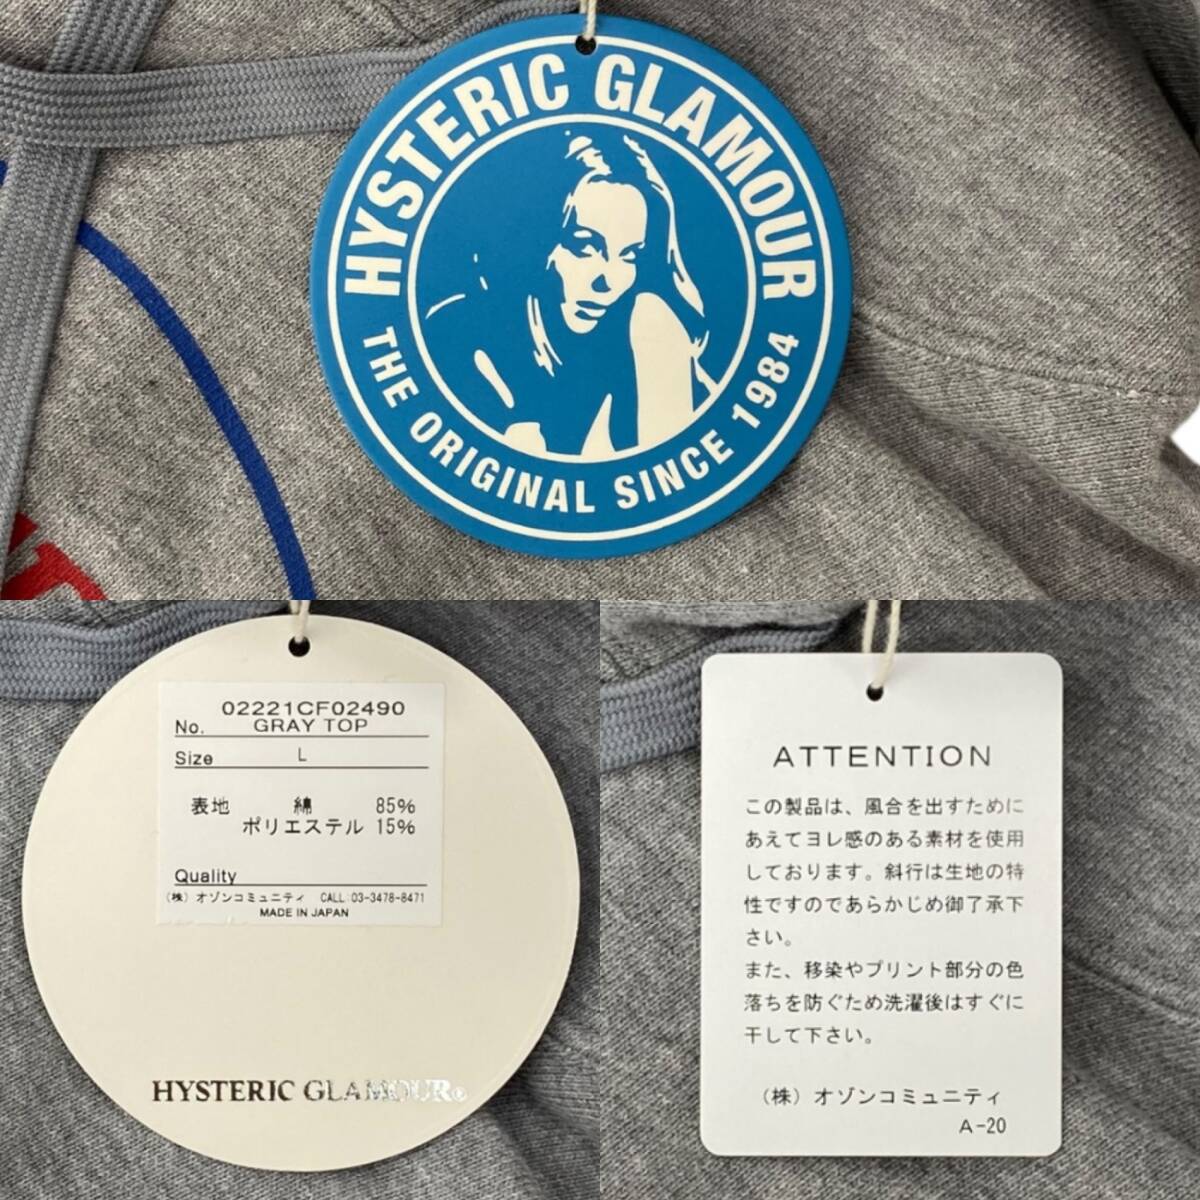 HYSTERIC GLAMOUR
THE ORIGINAL SINCE 1984
02221CF02490
No. GRAY TOP
Size L
表地 綿 85%
ポリエステル 15%
Quality
(株) オゾンコミュニティ CALL:03-3478-8471
MADE IN JAPAN
HYSTERIC GLAMOUR®
ATTENTION
この製品は、風合を出すために
あえてヨレ感のある素材を使用
しております。斜行は生地の特
性ですのであらかじめ御了承下
さい。
また、移染やプリント部分の色
落ちを防ぐため洗濯後はすぐに
干して下さい。
(株) オゾンコミュニティ
A-20